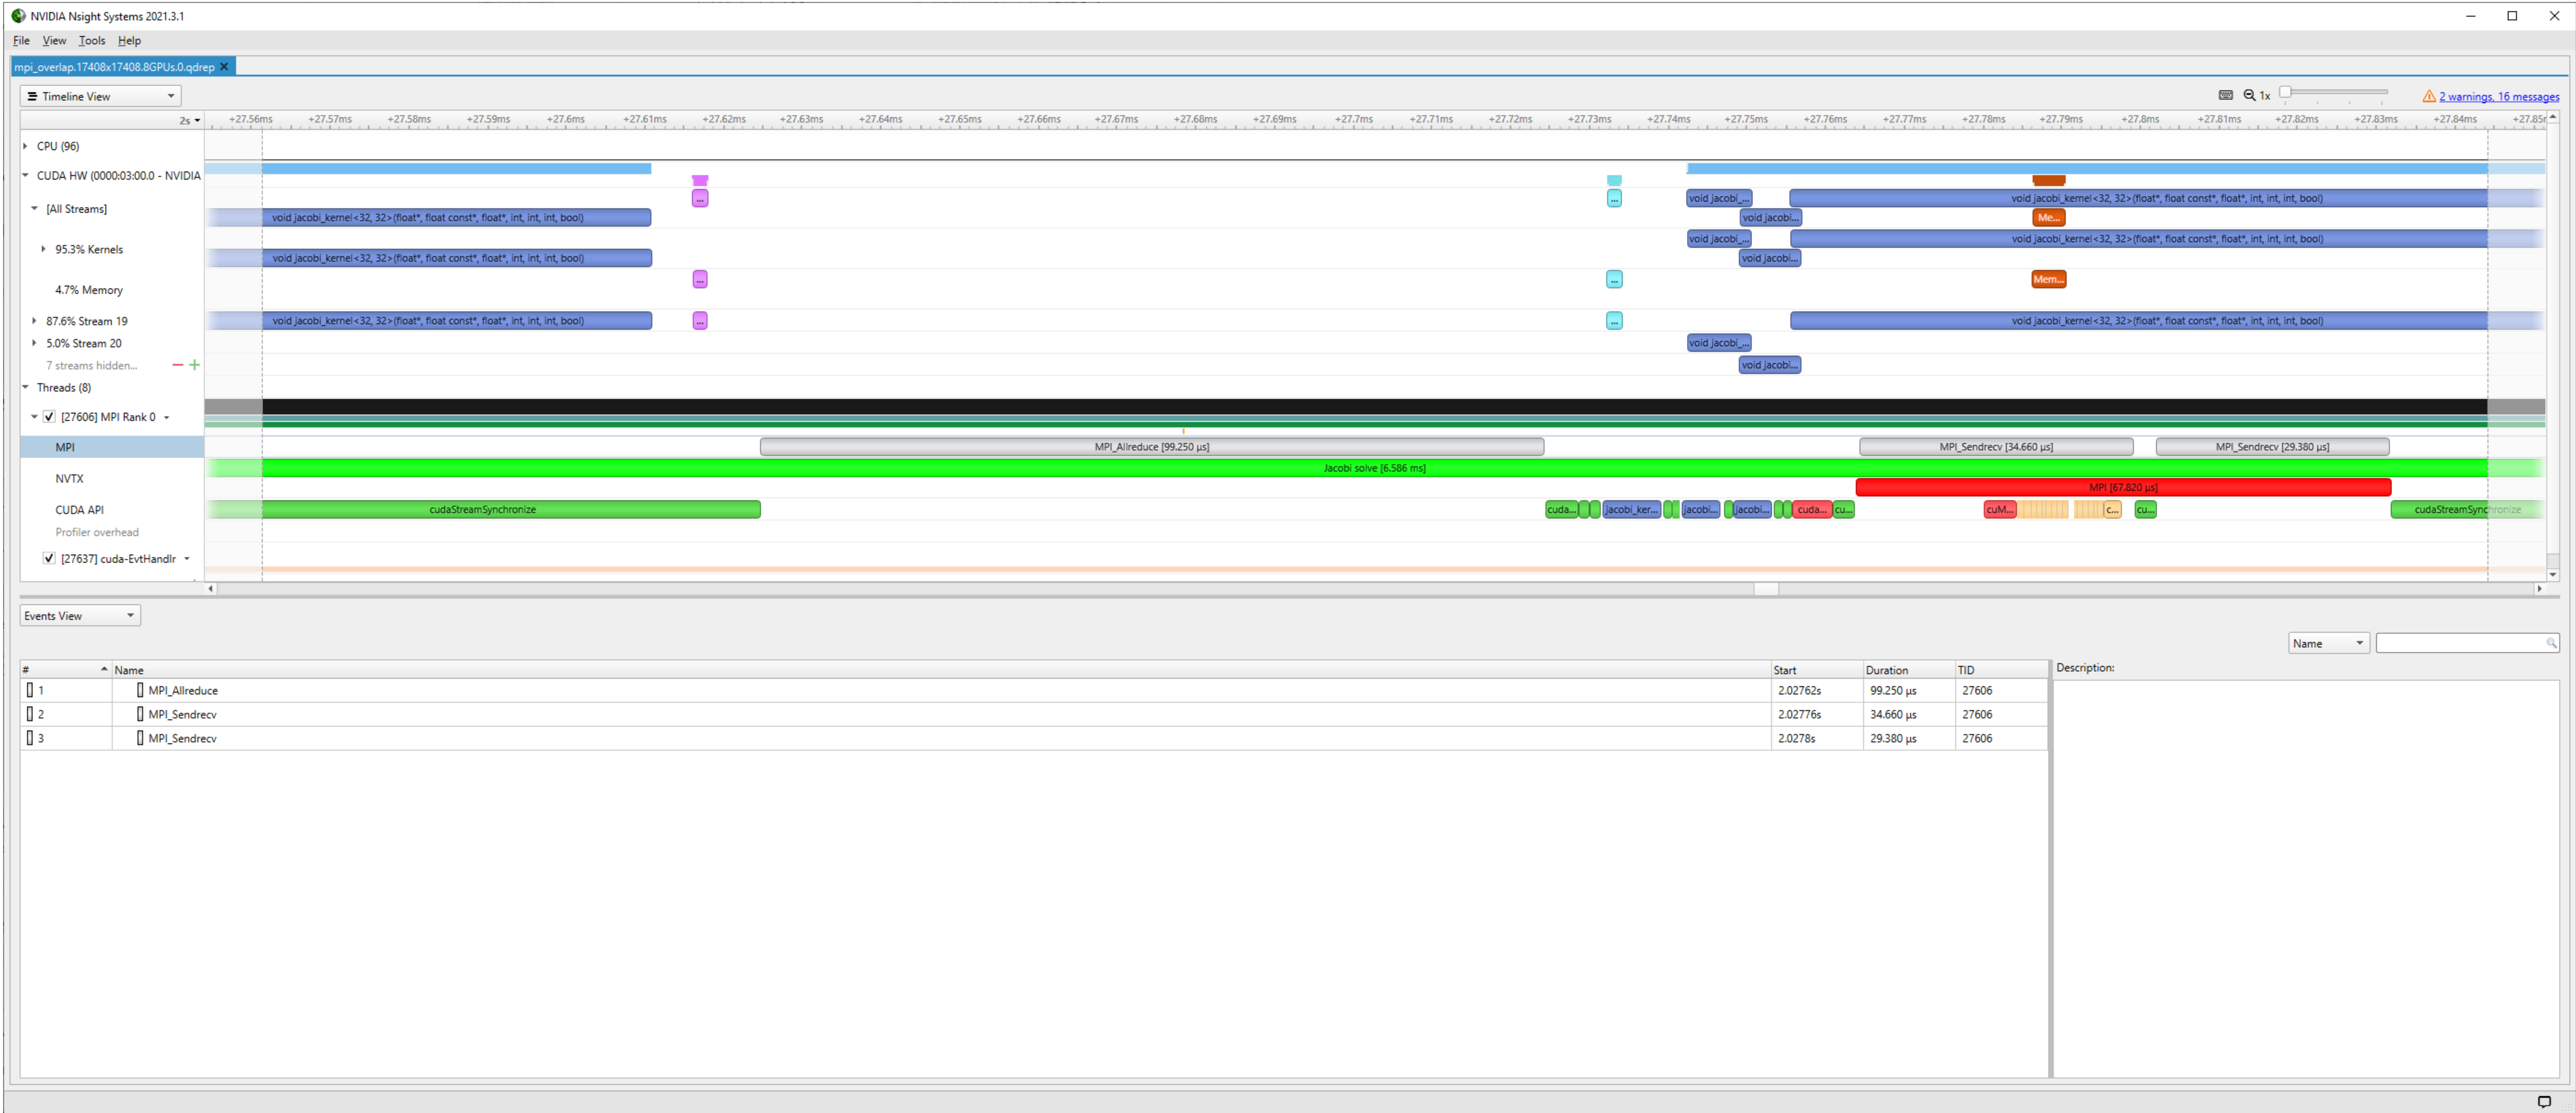 NVIDIA Nsight Systems 2021.3.1
File View Tools Help
mpi_overlap.17408x17408.8GPUs.0.qdrep
Timeline View 1x 2 warnings, 16 messages
2s +27.56ms +27.57ms +27.58ms +27.59ms +27.6ms +27.61ms +27.62ms +27.63ms +27.64ms +27.65ms +27.66ms +27.67ms +27.68ms +27.69ms +27.7ms +27.71ms +27.72ms +27.73ms +27.74ms +27.75ms +27.76ms +27.77ms +27.78ms +27.79ms +27.8ms +27.81ms +27.82ms +27.83ms +27.84ms +27.85
CPU (96)
CUDA HW (0000:03:00.0 - NVIDIA
... ... void jacobi_... void jacobi_kernel<32, 32>(float*, float const*, float*, int, int, int, bool)
[All Streams]
void jacobi_kernel<32, 32>(float*, float const*, float*, int, int, int, bool) void jacobi... Me...
void jacobi_... void jacobi_kernel<32, 32>(float*, float const*, float*, int, int, int, bool)
95.3% Kernels
void jacobi_kernel<32, 32>(float*, float const*, float*, int, int, int, bool) void jacobi...
... ... Mem...
4.7% Memory
87.6% Stream 19 void jacobi_kernel<32, 32>(float*, float const*, float*, int, int, int, bool) ... ... void jacobi_kernel<32, 32>(float*, float const*, float*, int, int, int, bool)
5.0% Stream 20 void jacobi_...
7 streams hidden... void jacobi...
Threads (8)
[27606] MPI Rank 0
MPI MPI_Allreduce [99.250 µs] MPI_Sendrecv [34.660 µs] MPI_Sendrecv [29.380 µs]
Jacobi solve [6.586 ms]
NVTX
MPI [67.820 µs]
CUDA API cudaStreamSynchronize cuda... jacobi_ker... jacobi... jacobi... cuda... cu... cuM... c... cu... cudaStreamSynchronize
Profiler overhead
[27637] cuda-EvtHandlr
Events View
Name
# Name Start Duration TID Description:
1 MPI_Allreduce 2.02762s 99.250 µs 27606
2 MPI_Sendrecv 2.02776s 34.660 µs 27606
3 MPI_Sendrecv 2.0278s 29.380 µs 27606